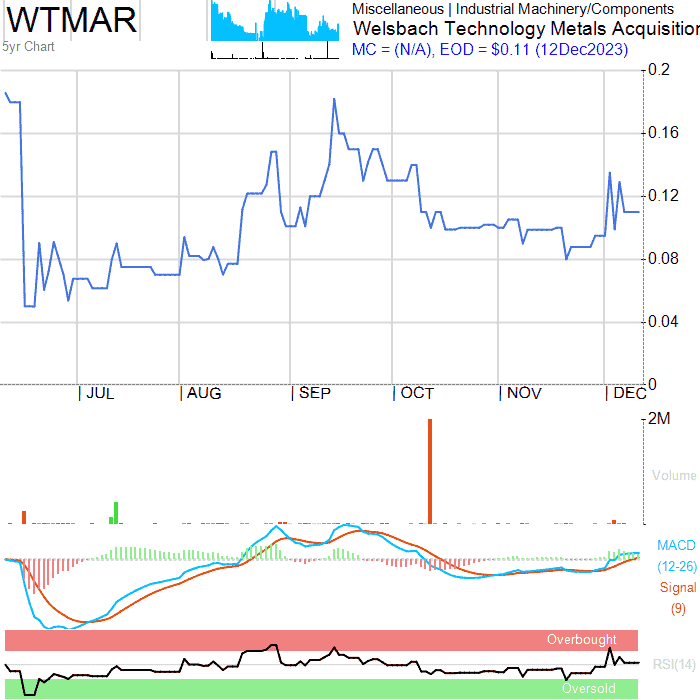 WTMAR
5yr Chart
Miscellaneous | Industrial Machinery/Components
Welsbach Technology Metals Acquisition
MC = (N/A), EOD = $0.11 (12Dec2023)
0.2
0.16
0.12
0.08
0.04
0
| JUL | AUG | SEP | OCT | NOV | DEC
2M
Volume
MACD
(12-26)
Signal
(9)
Overbought
RSI(14)
Oversold